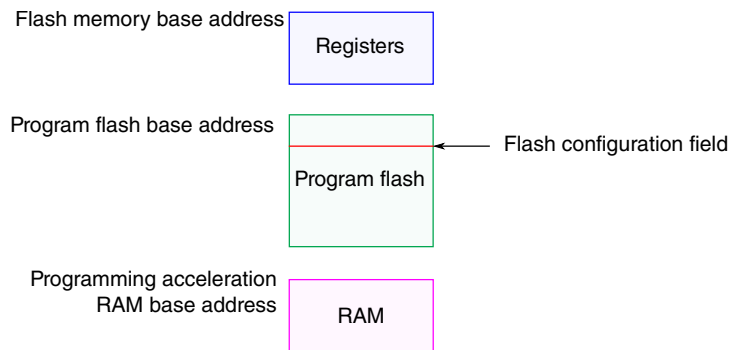 Flash memory base address
Registers
Program flash base address
Flash configuration field
Program flash
Programming acceleration
RAM base address
RAM